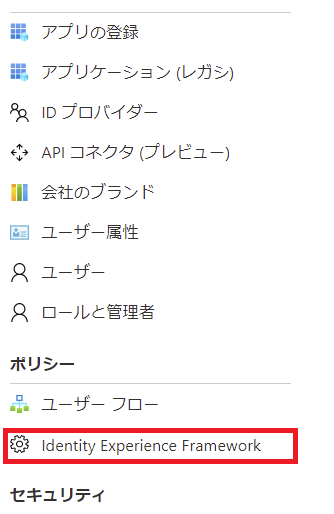 アプリの登録
アプリケーション (レガシ)
ID プロバイダー
API コネクタ (プレビュー)
会社のブランド
ユーザー属性
ユーザー
ロールと管理者
ポリシー
ユーザー フロー
Identity Experience Framework
セキュリティ